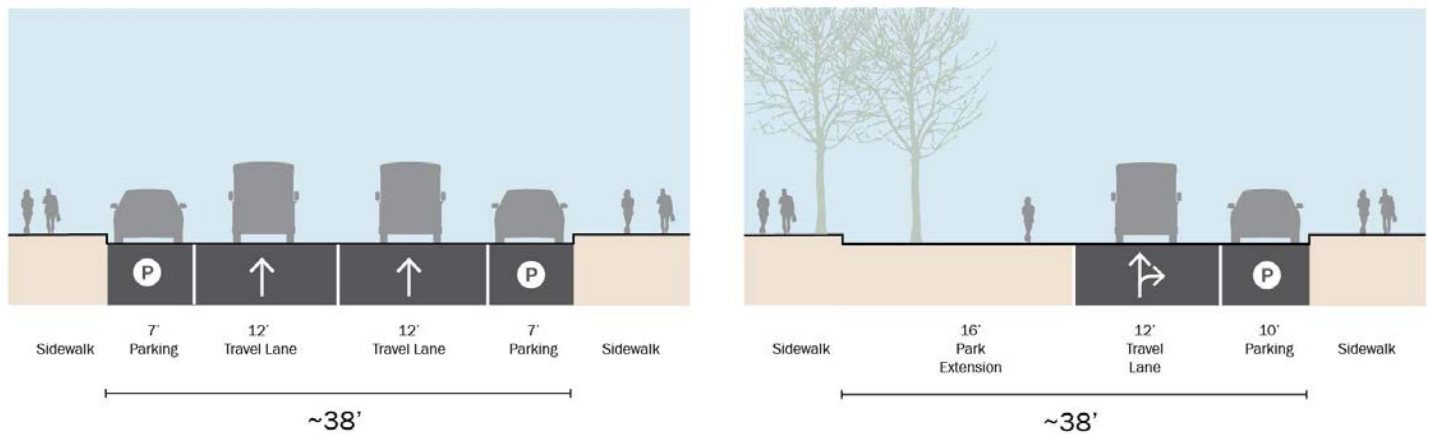 P
P
7'
Parking
12'
Travel Lane
12'
Travel Lane
7'
Parking
Sidewalk
Sidewalk
~38'
P
Sidewalk
16'
Park
Extension
12'
Travel
Lane
10'
Parking
Sidewalk
~38'